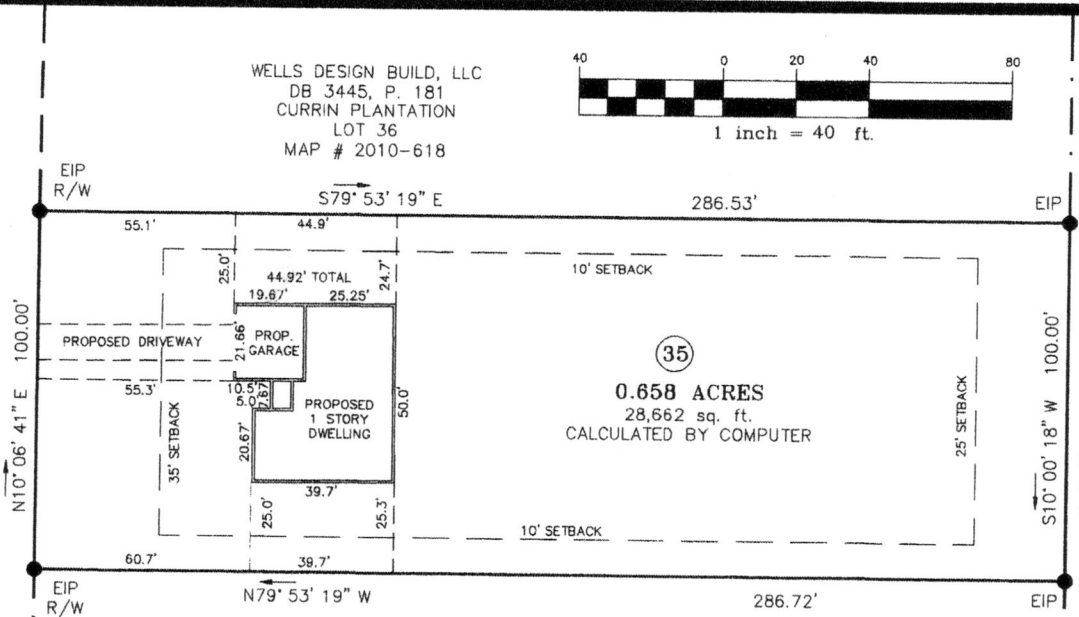 WELLS DESIGN BUILD, LLC
DB 3445, P. 181
CURRIN PLANTATION
LOT 36
MAP # 2010-618
40 0 20 40 80
1 inch = 40 ft.
EIP
R/W
S79° 53' 19" E
286.53'
EIP
55.1'
44.9'
25.0'
44.92' TOTAL
24.7'
10' SETBACK
19.67'
25.25'
N10° 06' 41" E 100.00'
PROPOSED DRIVEWAY
21.66'
PROP.
GARAGE
35
0.658 ACRES
28,662 sq. ft.
CALCULATED BY COMPUTER
S10° 00' 18" W 100.00'
55.3'
10.5'
5.0'
7.67'
PROPOSED
1 STORY
DWELLING
50.0'
35' SETBACK
20.67'
25' SETBACK
39.7'
25.0'
25.3'
10' SETBACK
60.7'
39.7'
EIP
R/W
N79° 53' 19" W
286.72'
EIP